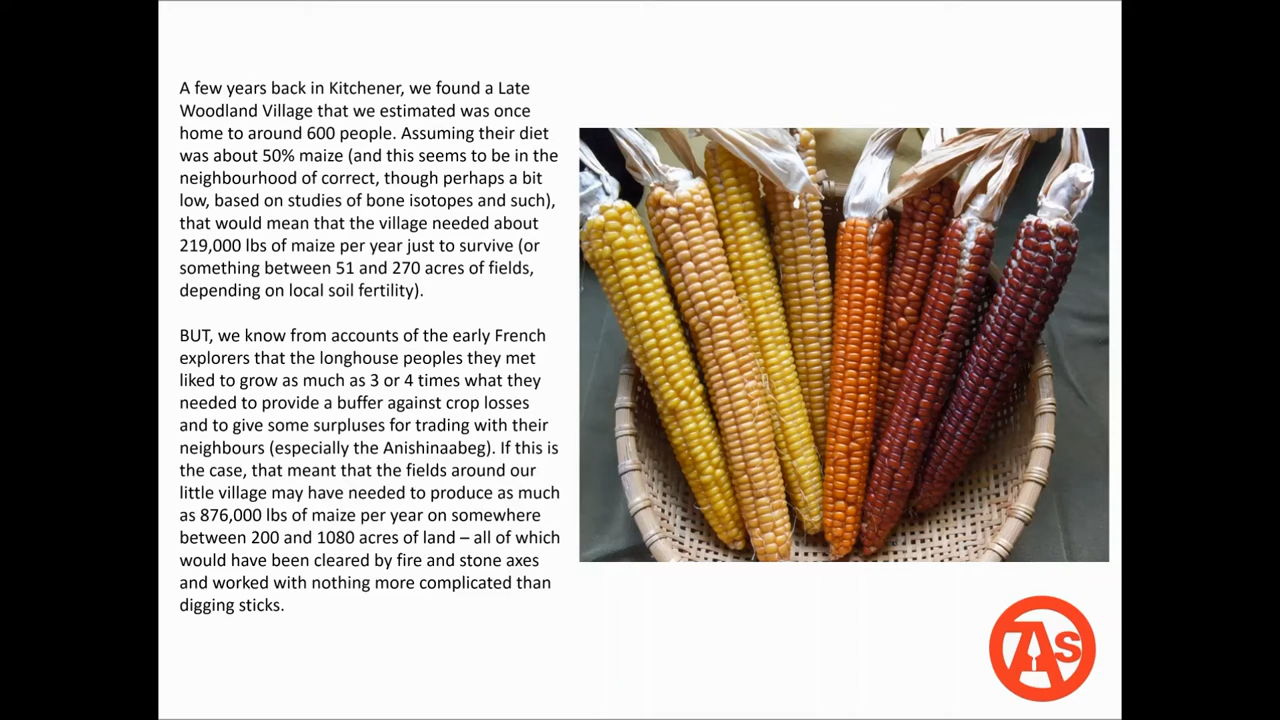 A few years back in Kitchener, we found a Late
Woodland Village that we estimated was once
home to around 600 people. Assuming their diet
was about 50% maize (and this seems to be in the
neighbourhood of correct, though perhaps a bit
low, based on studies of bone isotopes and such),
that would mean that the village needed about
219,000 lbs of maize per year just to survive (or
something between 51 and 270 acres of fields,
depending on local soil fertility).
BUT, we know from accounts of the early French
explorers that the longhouse peoples they met
liked to grow as much as 3 or 4 times what they
needed to provide a buffer against crop losses
and to give some surpluses for trading with their
neighbours (especially the Anishinaabeg). If this is
the case, that meant that the fields around our
little village may have needed to produce as much
as 876,000 lbs of maize per year on somewhere
between 200 and 1080 acres of land – all of which
would have been cleared by fire and stone axes
and worked with nothing more complicated than
digging sticks.
7As